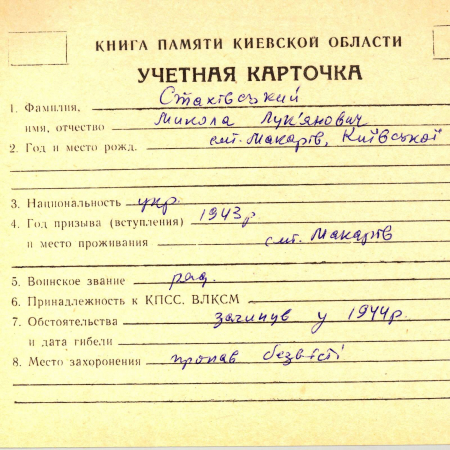 КНИГА ПАМЯТИ КИЕВСКОЙ ОБЛАСТИ
УЧЕТНАЯ КАРТОЧКА
1. Фамилия, Стахівський
имя, отчество Микола Лук'янович
2. Год и место рожд. смт. Макарів, Київської
3. Национальность укр.
4. Год призыва (вступления) 1943р
и место проживания смт. Макарів
5. Воинское звание ряд.
6. Принадлежность к КПСС. ВЛКСМ
7. Обстоятельства загинув у 1944р.
и дата гибели
8. Место захоронения пропав безвісті